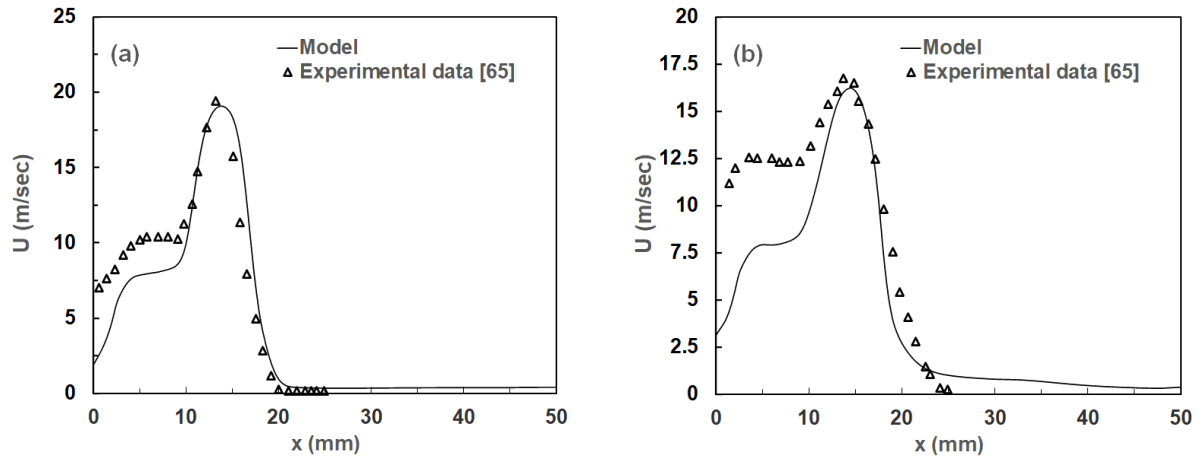 (a)
Model
Experimental data [65]
25
20
15
10
5
0
U (m/sec)
0 10 20 30 40 50
x (mm)
(b)
Model
Experimental data [65]
20
17.5
15
12.5
10
7.5
5
2.5
0
U (m/sec)
0 10 20 30 40 50
x (mm)